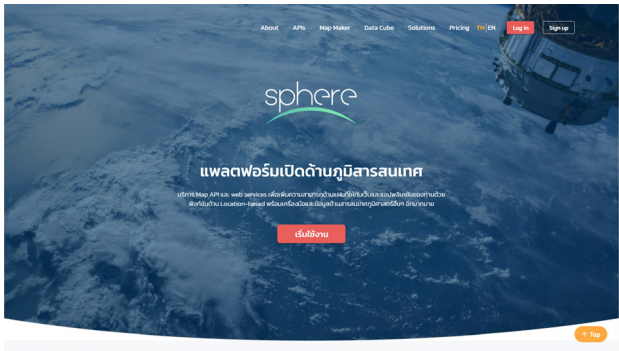 About APIs Map Maker Data Cube Solutions Pricing TH | EN Log in Sign up
sphere
แพลตฟอร์มเปิดด้านภูมิสารสนเทศ
บริการ Map API และ web services เพื่อเพิ่มความสามารถด้านแผนที่ให้กับเว็บและแอปพลิเคชันของท่านด้วย
ฟังก์ชันด้าน Location-based พร้อมเครื่องมือและข้อมูลด้านสารสนเทศภูมิศาสตร์อื่นๆ อีกมากมาย
เริ่มใช้งาน
Top